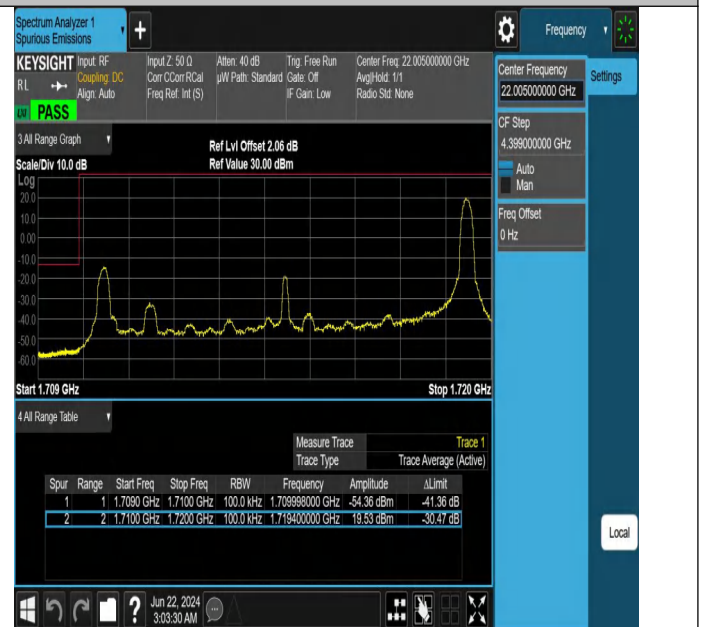 Spectrum Analyzer 1
Spurious Emissions
+
Frequency
KEYSIGHT
RL
PASS
Input: RF
Coupling: DC
Align: Auto
Input Z: 50 Ω
Corr CCorr RCal
Freq Ref: Int (S)
Atten: 40 dB
µW Path: Standard
Trig: Free Run
Gate: Off
IF Gain: Low
Center Freq: 22.005000000 GHz
Avg|Hold: 1/1
Radio Std: None
Center Frequency
22.005000000 GHz
Settings
CF Step
4.399000000 GHz
Auto
Man
Freq Offset
0 Hz
3 All Range Graph
Scale/Div 10.0 dB
Ref Lvl Offset 2.06 dB
Ref Value 30.00 dBm
Log
20.0
10.0
0.00
-10.0
-20.0
-30.0
-40.0
-50.0
-60.0
Start 1.709 GHz
Stop 1.720 GHz
4 All Range Table
Measure Trace Trace 1
Trace Type Trace Average (Active)
Spur Range Start Freq Stop Freq RBW Frequency Amplitude ΔLimit
1 1 1.7090 GHz 1.7100 GHz 100.0 kHz 1.709998000 GHz -54.36 dBm -41.36 dB
2 2 1.7100 GHz 1.7200 GHz 100.0 kHz 1.719400000 GHz 19.53 dBm -30.47 dB
Local
?
Jun 22, 2024
3:03:30 AM